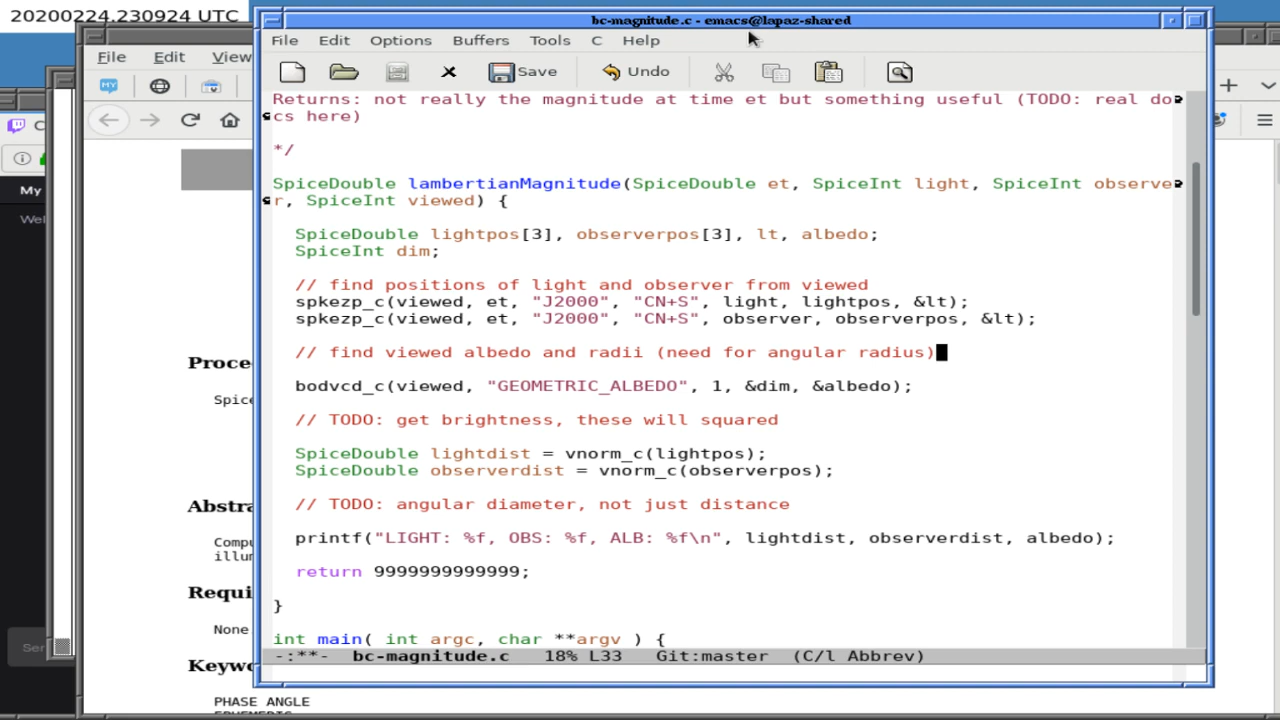 20200224.230924 UTC
bc-magnitude.c - emacs@lapaz-shared
File Edit Options Buffers Tools C Help
Save Undo
File Edit View
My
Returns: not really the magnitude at time et but something useful (TODO: real do
cs here)
*/
SpiceDouble lambertianMagnitude(SpiceDouble et, SpiceInt light, SpiceInt observe
r, SpiceInt viewed) {
SpiceDouble lightpos[3], observerpos[3], lt, albedo;
SpiceInt dim;
// find positions of light and observer from viewed
spkezp_c(viewed, et, "J2000", "CN+S", light, lightpos, &lt);
spkezp_c(viewed, et, "J2000", "CN+S", observer, observerpos, &lt);
// find viewed albedo and radii (need for angular radius)
bodvcd_c(viewed, "GEOMETRIC_ALBEDO", 1, &dim, &albedo);
// TODO: get brightness, these will squared
SpiceDouble lightdist = vnorm_c(lightpos);
SpiceDouble observerdist = vnorm_c(observerpos);
// TODO: angular diameter, not just distance
printf("LIGHT: %f, OBS: %f, ALB: %f\n", lightdist, observerdist, albedo);
return 9999999999999;
}
int main( int argc, char **argv ) {
-:**- bc-magnitude.c 18% L33 Git:master (C/l Abbrev)
Wel
Proce
Spice
Abstra
Compu
illum
Requi
None
Ser
Keywo
PHASE ANGLE